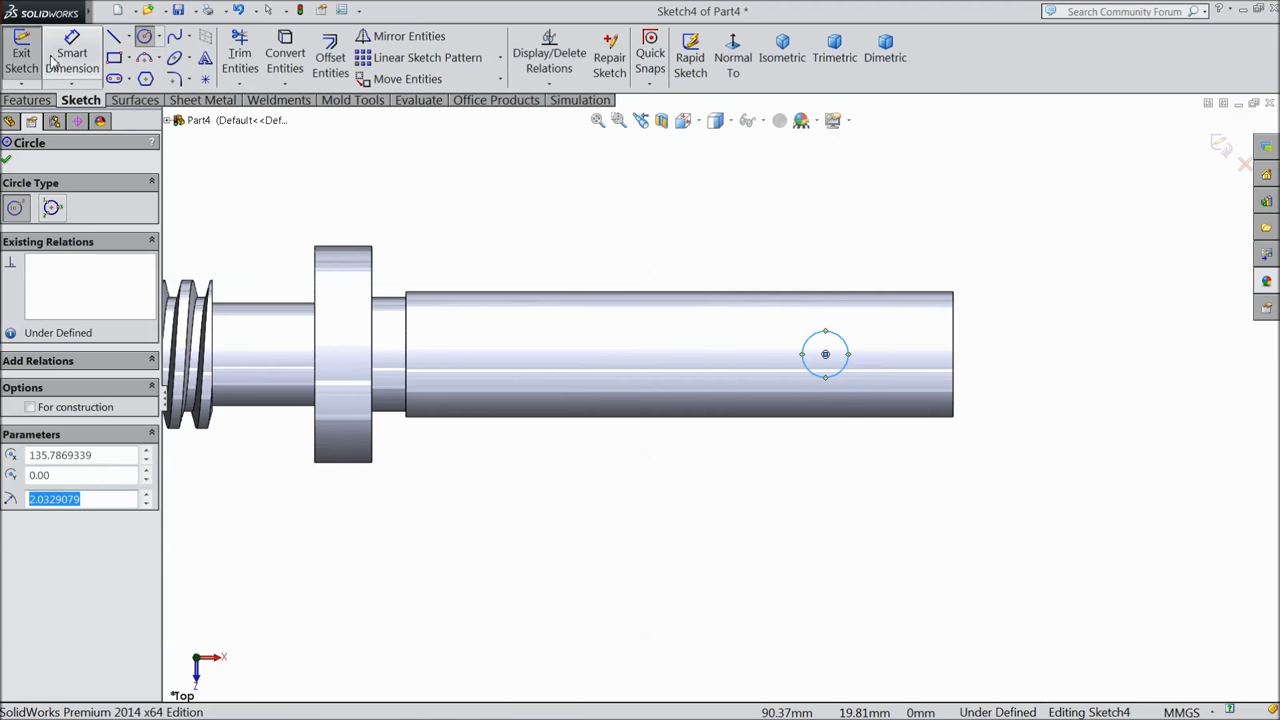 SOLIDWORKS
Sketch4 of Part4 *
Search Community Forum
Exit Sketch
Smart Dimension
Trim Entities
Convert Entities
Offset Entities
Mirror Entities
Linear Sketch Pattern
Move Entities
Display/Delete Relations
Repair Sketch
Quick Snaps
Rapid Sketch
Normal To
Isometric
Trimetric
Dimetric
Features Sketch Surfaces Sheet Metal Weldments Mold Tools Evaluate Office Products Simulation
Part4 (Default<<Def...
Circle ?
Circle Type
Existing Relations
Under Defined
Add Relations
Options
For construction
Parameters
135.7869339
0.00
2.0329079
X
Z
*Top
SolidWorks Premium 2014 x64 Edition 90.37mm 19.81mm 0mm Under Defined Editing Sketch4 MMGS